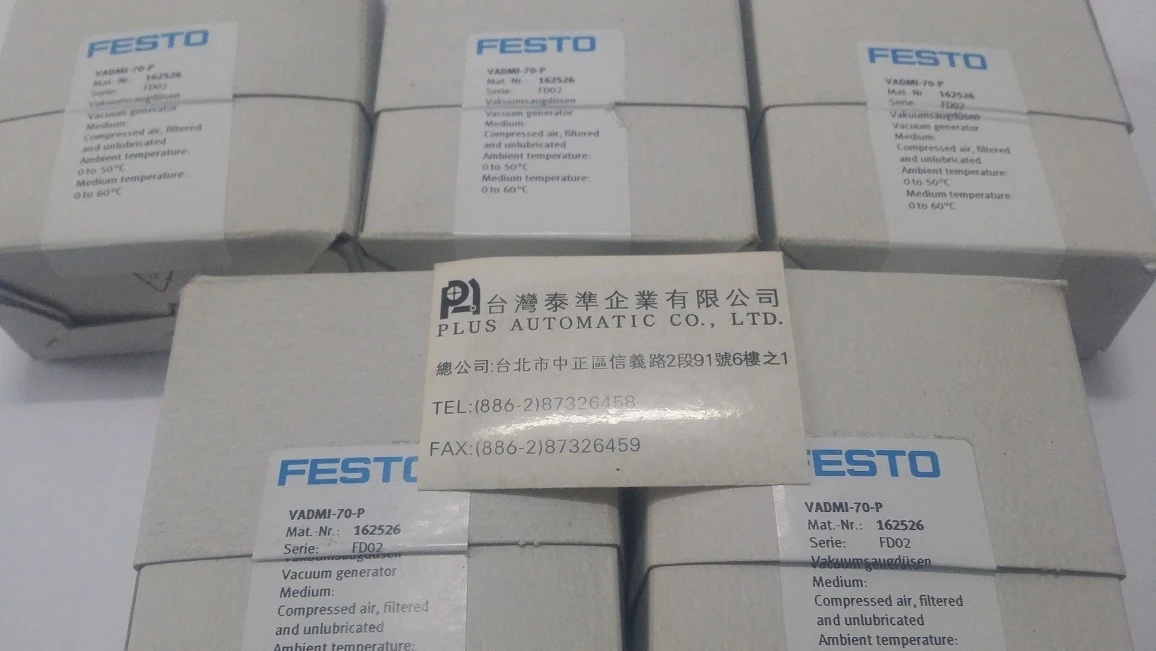 FESTO
VADMI-70-P
Mat. Nr.: 162526
Serie: FD02
Vakuumsaugdüsen
Vacuum generator
Medium:
Compressed air, filtered
and unlubricated
Ambient temperature:
0 to 50°C
Medium temperature:
0 to 60°C
FESTO
VADMI-70-P
Mat. Nr.: 162526
Serie: FD02
Vakuumsaugdüsen
Vacuum generator
Medium:
Compressed air, filtered
and unlubricated
Ambient temperature:
0 to 50°C
Medium temperature:
0 to 60°C
FESTO
VADMI-70-P
Mat. Nr.: 162526
Serie: FD02
Vakuumsaugdüsen
Vacuum generator
Medium:
Compressed air, filtered
and unlubricated
Ambient temperature:
0 to 50°C
Medium temperature:
0 to 60°C
台灣泰準企業有限公司
PLUS AUTOMATIC CO., LTD.
總公司:台北市中正區信義路2段91號6樓之1
TEL:(886-2)87326458
FAX:(886-2)87326459
FESTO
VADMI-70-P
Mat.-Nr.: 162526
Serie: FD02
Vakuumsaugdüsen
Vacuum generator
Medium:
Compressed air, filtered
and unlubricated
Ambient temperature:
FESTO
VADMI-70-P
Mat.-Nr.: 162526
Serie: FD02
Vakuumsaugdüsen
Medium:
Compressed air, filtered
and unlubricated
Ambient temperature: